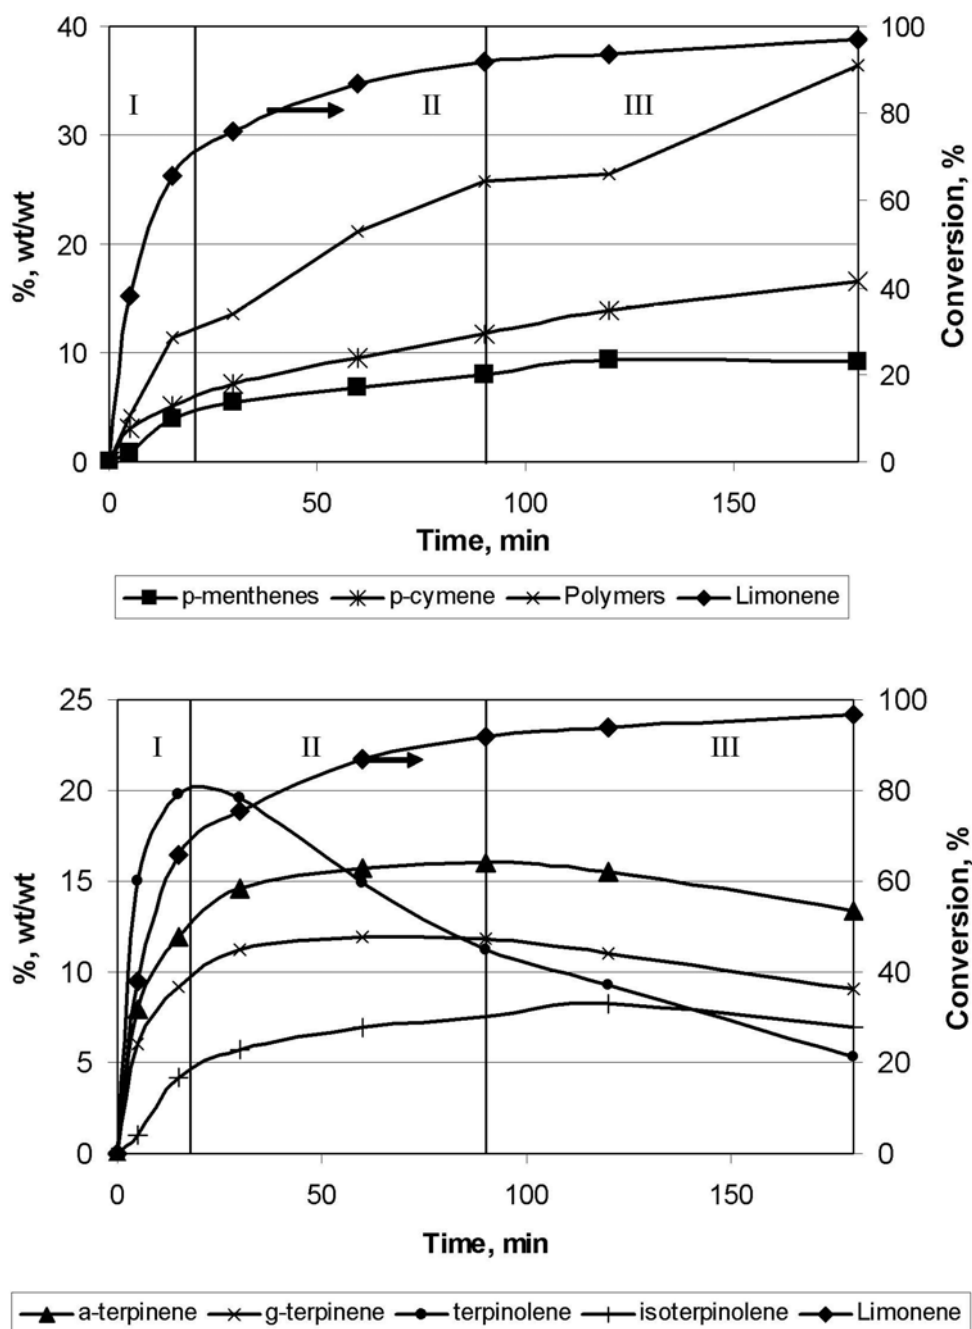 40
100
I
II
III
30
80
60
20
40
10
20
0
0
%, wt/wt
Conversion, %
0
50
100
150
Time, min
p-menthenes
p-cymene
Polymers
Limonene
25
100
I
II
III
20
80
15
60
10
40
5
20
0
0
%, wt/wt
Conversion, %
0
50
100
150
Time, min
a-terpinene
g-terpinene
terpinolene
isoterpinolene
Limonene